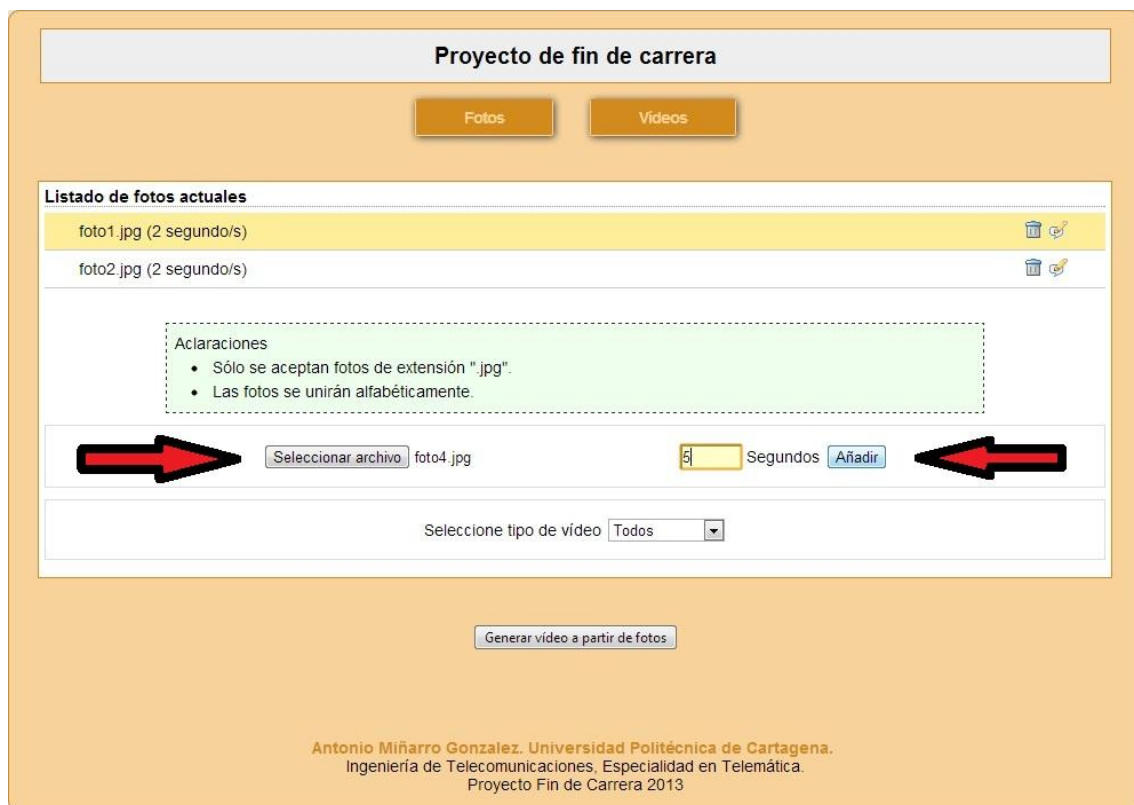 Proyecto de fin de carrera
Fotos Vídeos
Listado de fotos actuales
foto1.jpg (2 segundo/s)
foto2.jpg (2 segundo/s)
Aclaraciones
• Sólo se aceptan fotos de extensión ".jpg".
• Las fotos se unirán alfabéticamente.
Seleccionar archivo foto4.jpg 5 Segundos Añadir
Seleccione tipo de vídeo Todos
Generar vídeo a partir de fotos
Antonio Miñarro Gonzalez. Universidad Politécnica de Cartagena.
Ingeniería de Telecomunicaciones, Especialidad en Telemática.
Proyecto Fin de Carrera 2013